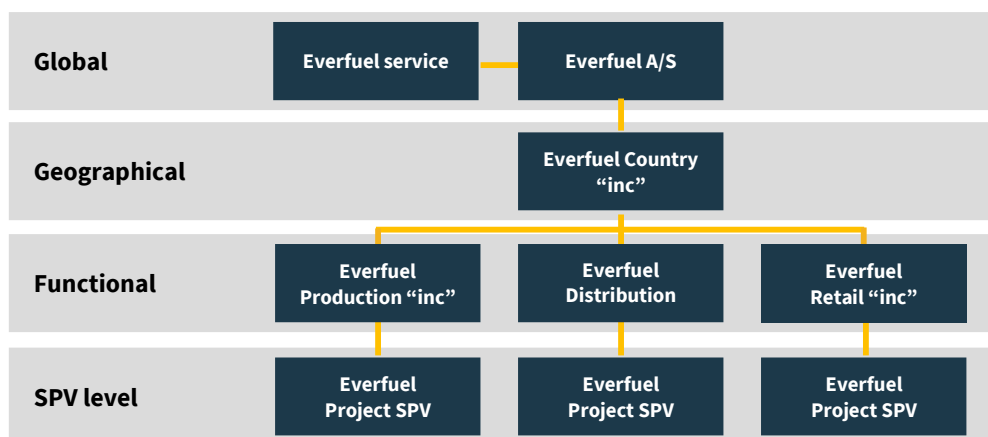 Global
Everfuel service
Everfuel A/S
Geographical
Everfuel Country
“inc”
Functional
Everfuel
Production “inc”
Everfuel
Distribution
Everfuel
Retail “inc”
SPV level
Everfuel
Project SPV
Everfuel
Project SPV
Everfuel
Project SPV